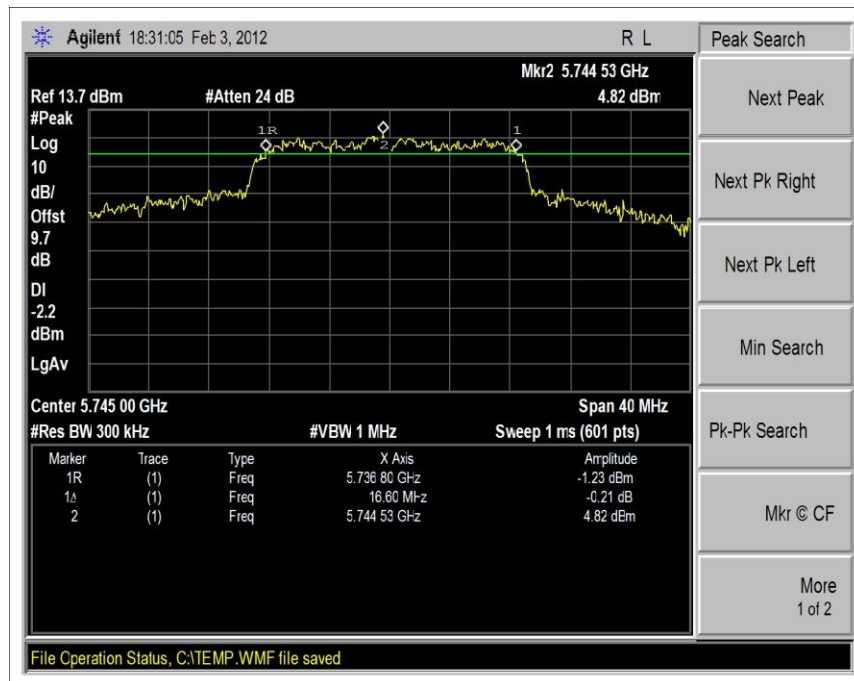 Agilent 18:31:05 Feb 3, 2012 R L
Peak Search
Mkr2 5.744 53 GHz
Ref 13.7 dBm #Atten 24 dB 4.82 dBm
Next Peak
#Peak
Log
10
dB/
Offst
9.7
dB
DI
-2.2
dBm
LgAv
1R
2
1
Next Pk Right
Next Pk Left
Min Search
Center 5.745 00 GHz Span 40 MHz
#Res BW 300 kHz #VBW 1 MHz Sweep 1 ms (601 pts)
Pk-Pk Search
Marker Trace Type X Axis Amplitude
1R (1) Freq 5.736 80 GHz -1.23 dBm
1Δ (1) Freq 16.60 MHz -0.21 dB
2 (1) Freq 5.744 53 GHz 4.82 dBm
Mkr © CF
More
1 of 2
File Operation Status, C:\TEMP.WMF file saved